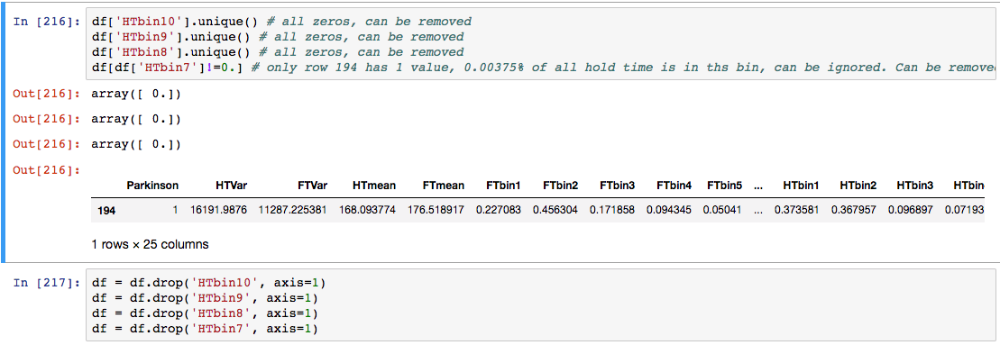 In [216]: df['HTbin10'].unique() # all zeros, can be removed
df['HTbin9'].unique() # all zeros, can be removed
df['HTbin8'].unique() # all zeros, can be removed
df[df['HTbin7']!=0.] # only row 194 has 1 value, 0.00375% of all hold time is in ths bin, can be ignored. Can be remove
Out[216]: array([ 0.])
Out[216]: array([ 0.])
Out[216]: array([ 0.])
Out[216]:
Parkinson HTVar FTVar HTmean FTmean FTbin1 FTbin2 FTbin3 FTbin4 FTbin5 ... HTbin1 HTbin2 HTbin3 HTbin
194 1 16191.9876 11287.225381 168.093774 176.518917 0.227083 0.456304 0.171858 0.094345 0.05041 ... 0.373581 0.367957 0.096897 0.07193
1 rows × 25 columns
In [217]: df = df.drop('HTbin10', axis=1)
df = df.drop('HTbin9', axis=1)
df = df.drop('HTbin8', axis=1)
df = df.drop('HTbin7', axis=1)